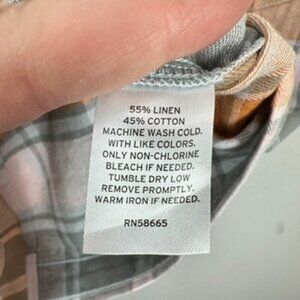 55% LINEN
45% COTTON
MACHINE WASH COLD.
WITH LIKE COLORS.
ONLY NON-CHLORINE
BLEACH IF NEEDED.
TUMBLE DRY LOW
REMOVE PROMPTLY.
WARM IRON IF NEEDED.
RN58665